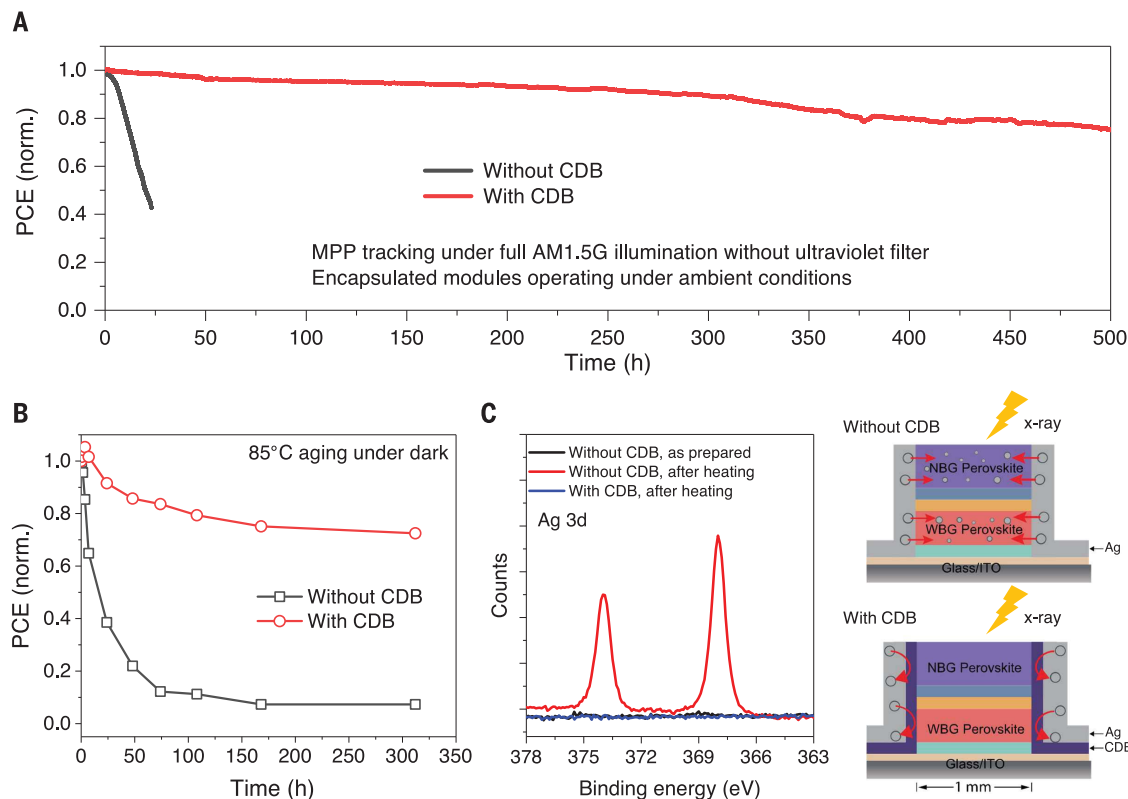 A
PCE (norm.)
1.0
0.8
0.6
0.4
0.2
0.0
Without CDB
With CDB
MPP tracking under full AM1.5G illumination without ultraviolet filter
Encapsulated modules operating under ambient conditions
0 50 100 150 200 250 300 350 400 450 500
Time (h)
B
PCE (norm.)
1.0
0.8
0.6
0.4
0.2
0.0
85°C aging under dark
Without CDB
With CDB
0 50 100 150 200 250 300 350
Time (h)
C
Counts
Without CDB, as prepared
Without CDB, after heating
With CDB, after heating
Ag 3d
378 375 372 369 366 363
Binding energy (eV)
Without CDB
x-ray
NBG Perovskite
WBG Perovskite
Ag
Glass/ITO
With CDB
x-ray
NBG Perovskite
WBG Perovskite
Ag
CDB
Glass/ITO
1 mm